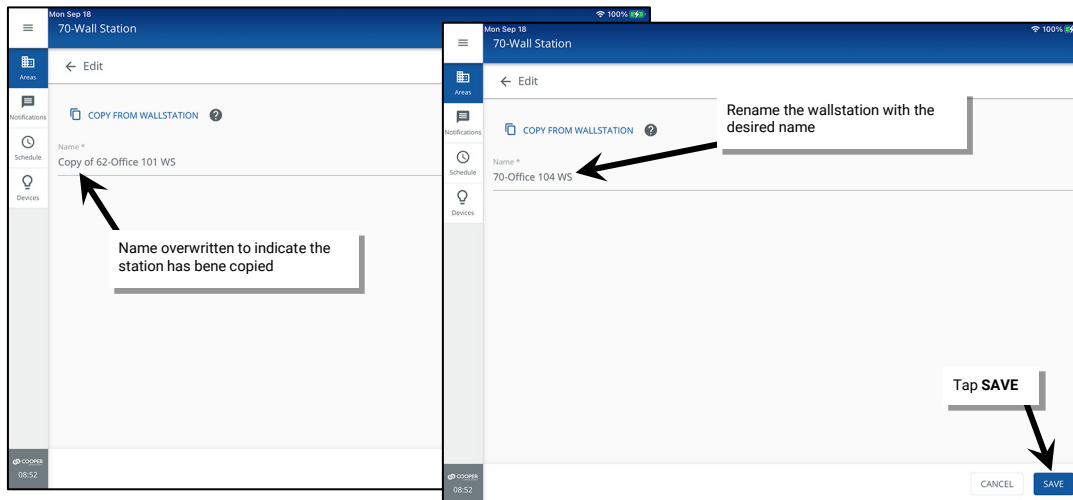 Mon Sep 18
100%
70-Wall Station
Areas
Edit
Notifications
COPY FROM WALLSTATION ?
Schedule
Name *
Copy of 62-Office 101 WS
Devices
Name overwritten to indicate the
station has bene copied
COOPER
08:52
Mon Sep 18
100%
70-Wall Station
Areas
Edit
Rename the wallstation with the
desired name
Notifications
COPY FROM WALLSTATION ?
Schedule
Name *
70-Office 104 WS
Devices
Tap SAVE
COOPER
08:52
CANCEL
SAVE